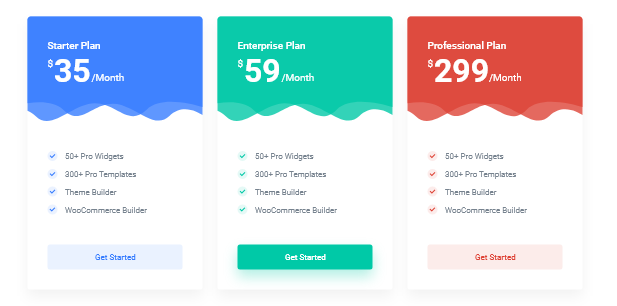 Starter Plan
$35/Month
50+ Pro Widgets
300+ Pro Templates
Theme Builder
WooCommerce Builder
Get Started
Enterprise Plan
$59/Month
50+ Pro Widgets
300+ Pro Templates
Theme Builder
WooCommerce Builder
Get Started
Professional Plan
$299/Month
50+ Pro Widgets
300+ Pro Templates
Theme Builder
WooCommerce Builder
Get Started